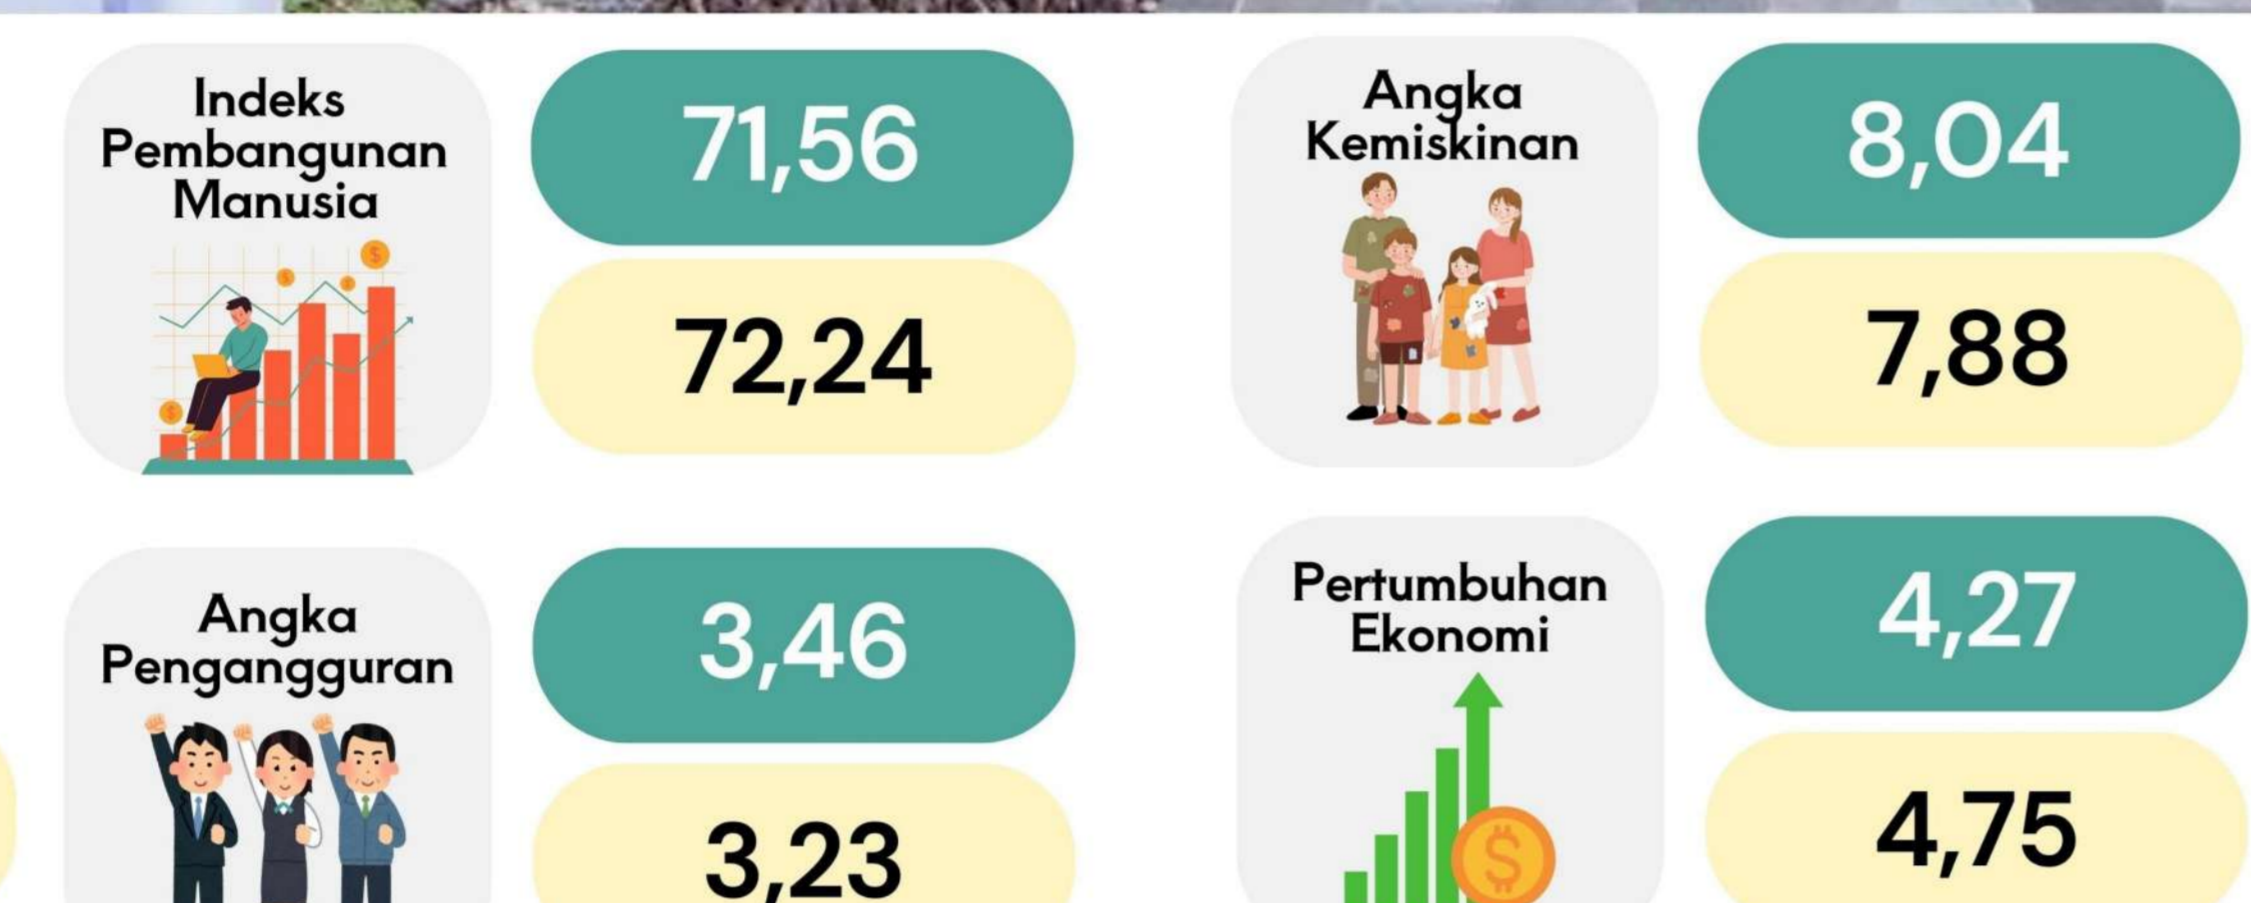 Indeks
Pembangunan
Manusia
71,56
72,24
Angka
Kemiskinan
8,04
7,88
Angka
Pengangguran
3,46
3,23
Pertumbuhan
Ekonomi
4,27
4,75